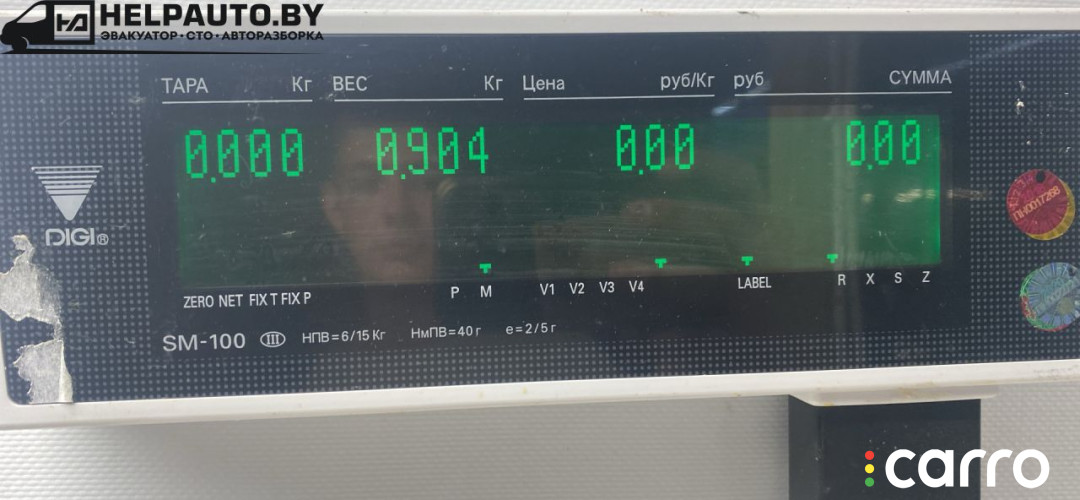 HELPAUTO.BY
ЭВАКУАТОР · СТО · АВТОРАЗБОРКА
ТАРА Кг ВЕС Кг Цена руб/Кг руб СУММА
0.000 0.904 0.00 0.00
DIGI®
ПН0017268
ZERO NET FIX T FIX P P M V1 V2 V3 V4 LABEL R X S Z
SM-100 III НПВ=6/15 Кг НмПВ=40 г e=2/5 г
carro